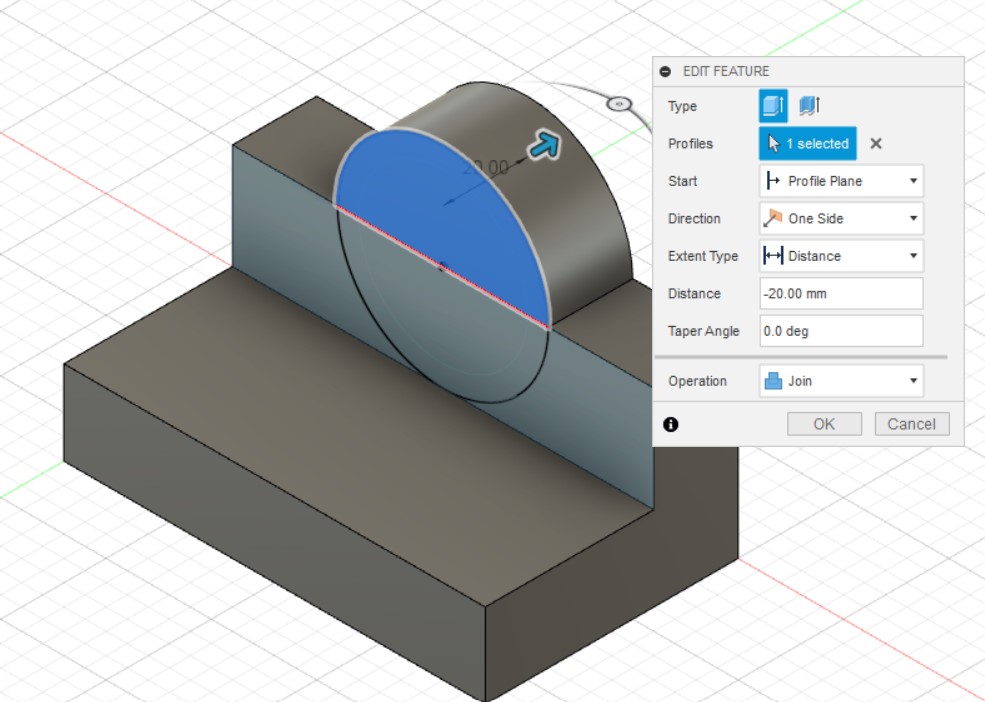 EDIT FEATURE
Type
Profiles 1 selected
Start Profile Plane
Direction One Side
Extent Type Distance
Distance -20.00 mm
Taper Angle 0.0 deg
Operation Join
OK Cancel
20.00